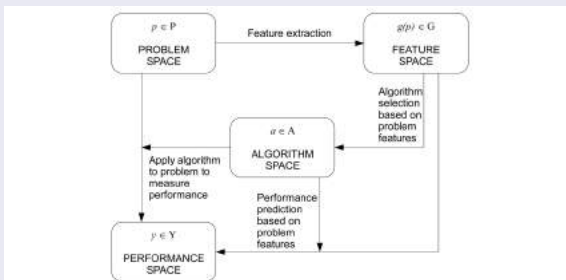 p ∈ P
PROBLEM
SPACE
Feature extraction
g(p) ∈ G
FEATURE
SPACE
Algorithm
selection
based on
problem
features
a ∈ A
ALGORITHM
SPACE
Apply algorithm
to problem to
measure
performance
Performance
prediction
based on
problem
features
y ∈ Y
PERFORMANCE
SPACE